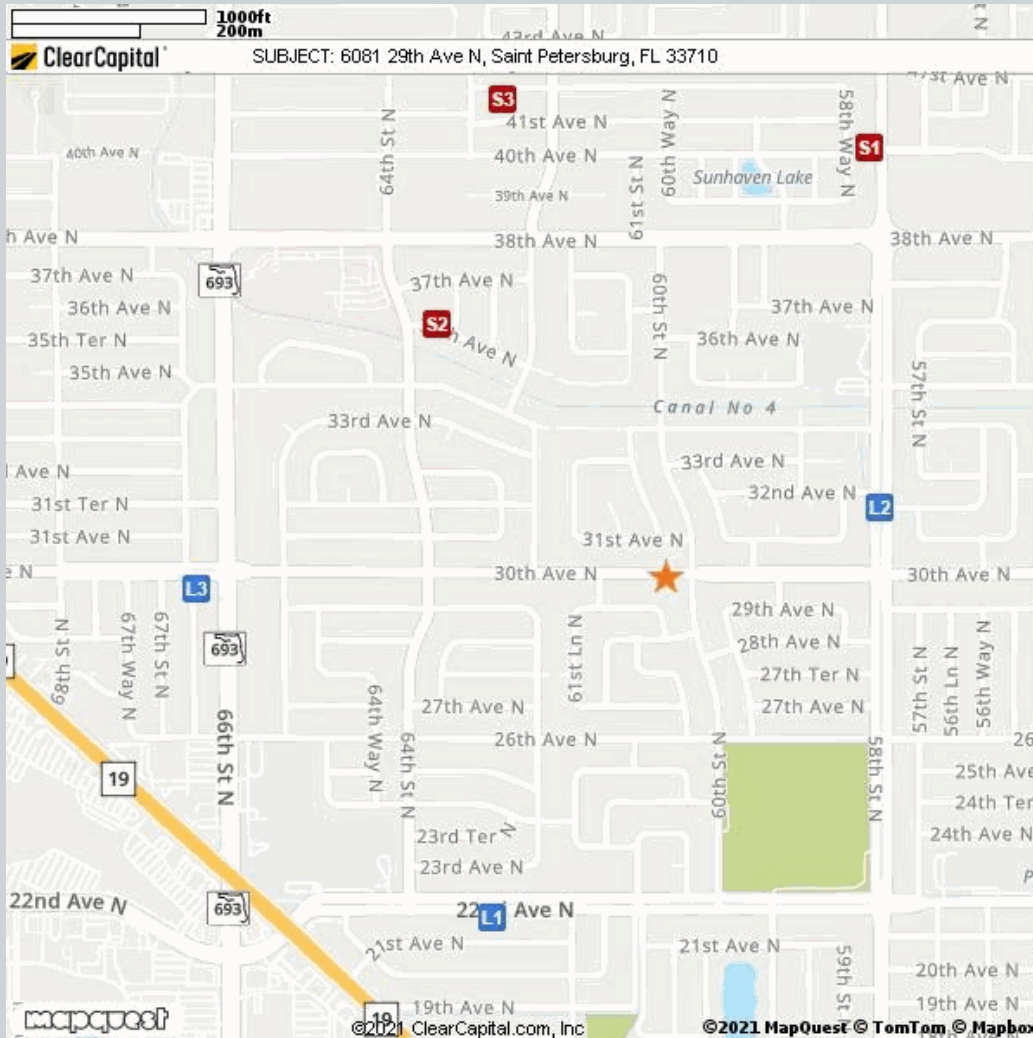 1000ft
200m
43rd Ave N
ClearCapital
SUBJECT: 6081 29th Ave N, Saint Petersburg, FL 33710
64th St N
S3
41st Ave N
60th Way N
58th Way N
S1
40th Ave N
40th Ave N
39th Ave N
61st St N
Sunhaven Lake
h Ave N
38th Ave N
38th Ave N
693
37th Ave N
37th Ave N
60th St N
37th Ave N
36th Ave N
S2
h Ave N
36th Ave N
35th Ter N
35th Ave N
57th St N
Canal No 4
33rd Ave N
33rd Ave N
Ave N
32nd Ave N
31st Ter N
L2
31st Ave N
31st Ave N
e N
30th Ave N
30th Ave N
L3
29th Ave N
68th St N
67th Way N
67th St N
693
61st Ln N
28th Ave N
27th Ter N
57th St N
56th Ln N
56th Way N
64th Way N
27th Ave N
27th Ave N
66th St N
64th St N
26th Ave N
60th St N
58th St N
26
19
25th Ave
24th Ter
23rd Ter N
24th Ave N
23rd Ave N
P
22nd Ave N
693
22
L1
Ave N
21st Ave N
21st Ave N
59th St N
20th Ave N
19th Ave N
19th Ave N
19
mapquest
©2021 ClearCapital.com, Inc
©2021 MapQuest © TomTom © Mapbox